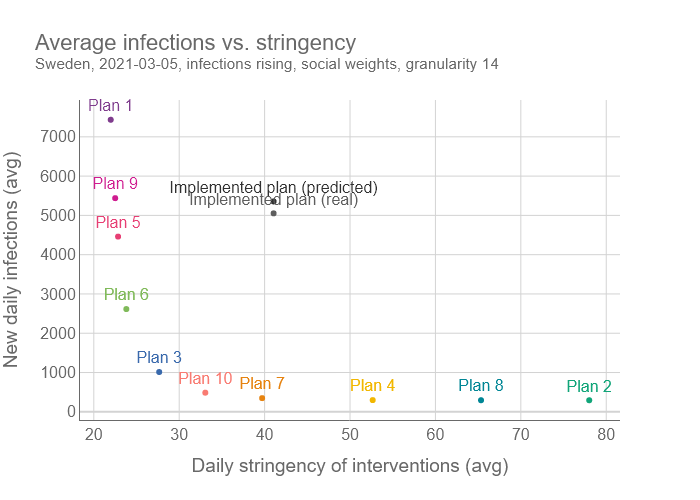 Average infections vs. stringency
Sweden, 2021-03-05, infections rising, social weights, granularity 14
New daily infections (avg)
7000
6000
5000
4000
3000
2000
1000
0
Plan 1
Plan 9
Implemented plan (predicted)
Implemented plan (real)
Plan 5
Plan 6
Plan 3
Plan 10
Plan 7
Plan 4
Plan 8
Plan 2
20 30 40 50 60 70 80
Daily stringency of interventions (avg)